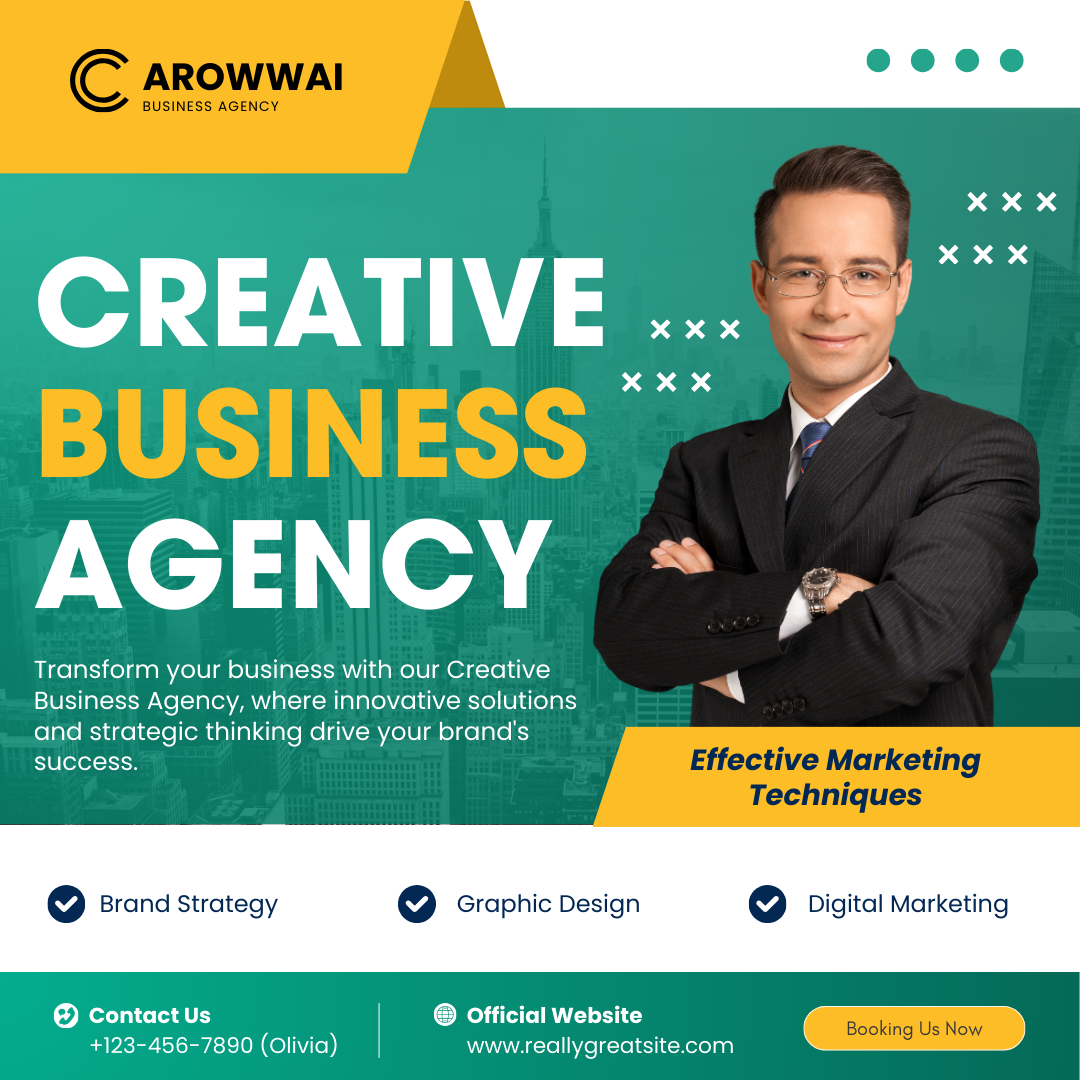 AROWWAI
BUSINESS AGENCY
CREATIVE
BUSINESS
AGENCY
Transform your business with our Creative
Business Agency, where innovative solutions
and strategic thinking drive your brand's
success.
Effective Marketing
Techniques
Brand Strategy
Graphic Design
Digital Marketing
Contact Us
+123-456-7890 (Olivia)
Official Website
www.reallygreatsite.com
Booking Us Now